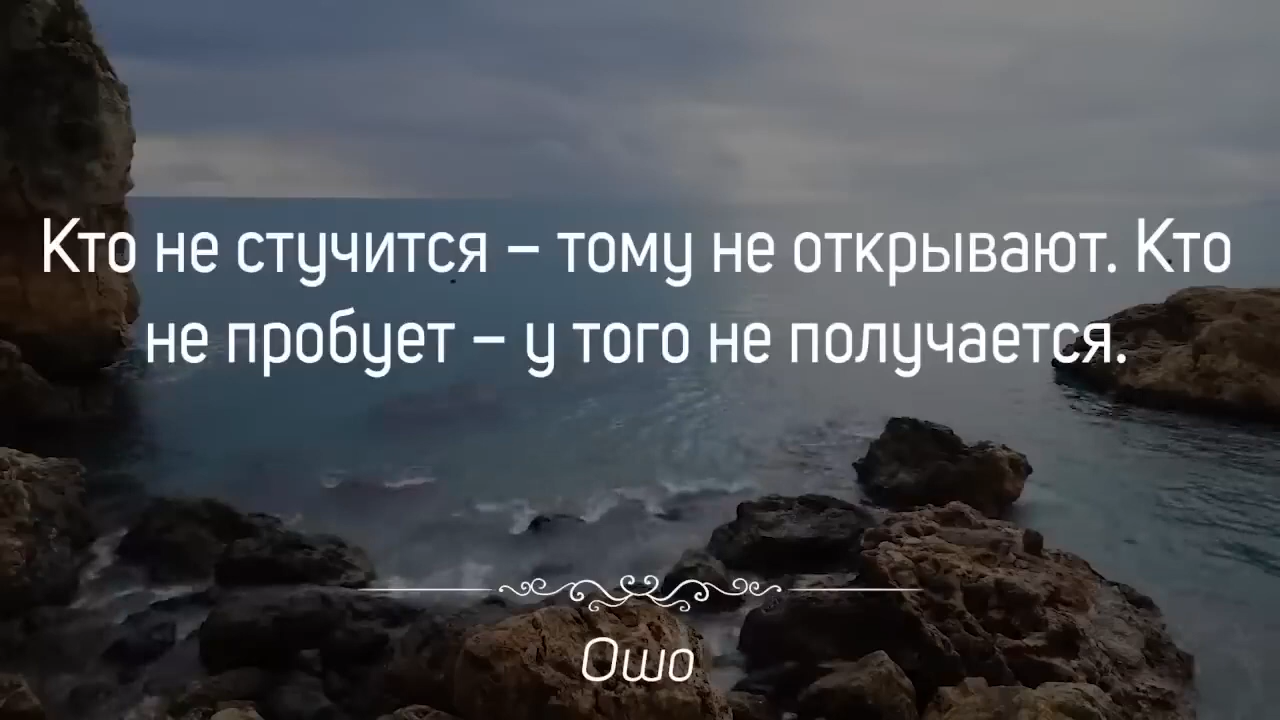 Кто не стучится – тому не открывают. Кто
не пробует – у того не получается.
Ошо